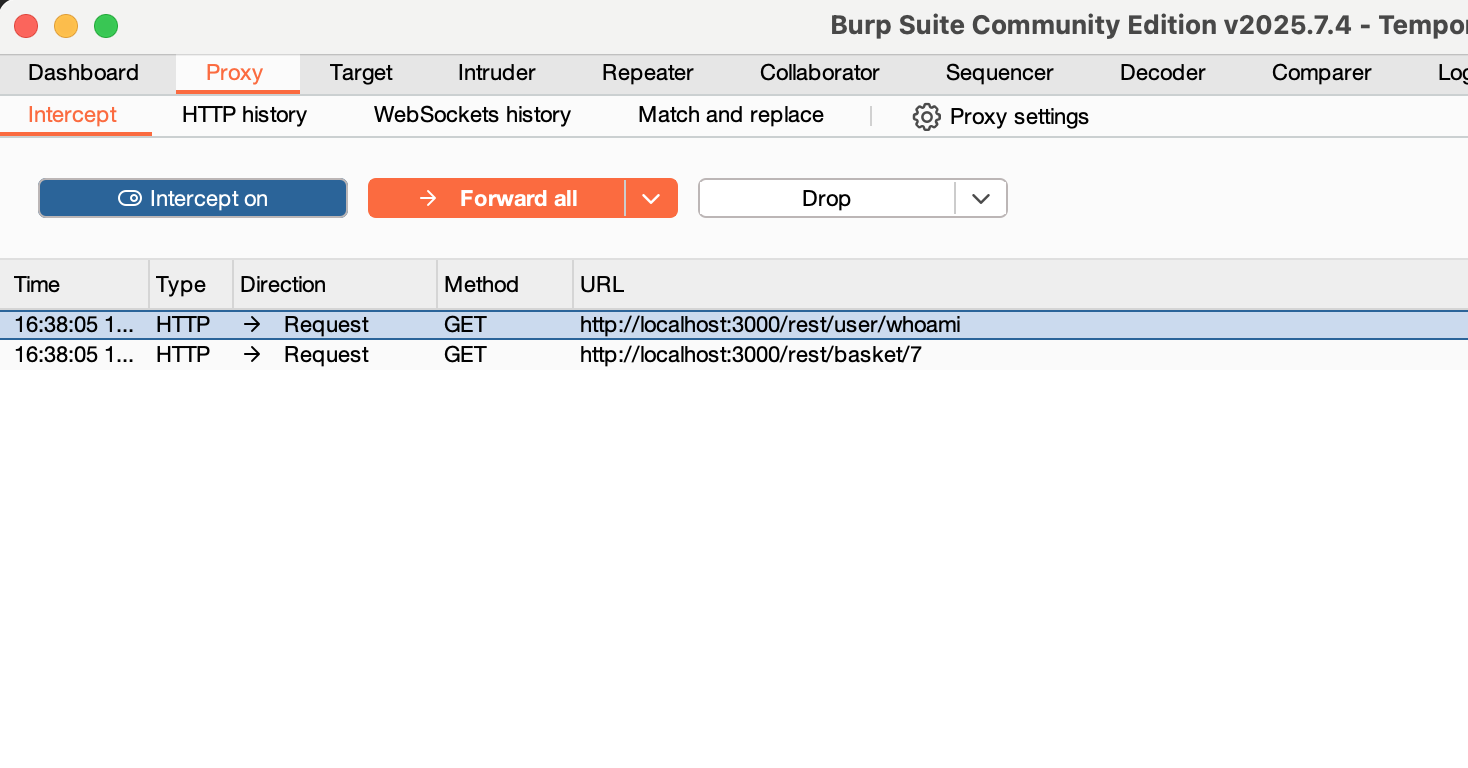 Burp Suite Community Edition v2025.7.4 - Tempo
Dashboard Proxy Target Intruder Repeater Collaborator Sequencer Decoder Comparer Log
Intercept HTTP history WebSockets history Match and replace Proxy settings
Intercept on Forward all Drop
Time Type Direction Method URL
16:38:05 1... HTTP → Request GET http://localhost:3000/rest/user/whoami
16:38:05 1... HTTP → Request GET http://localhost:3000/rest/basket/7